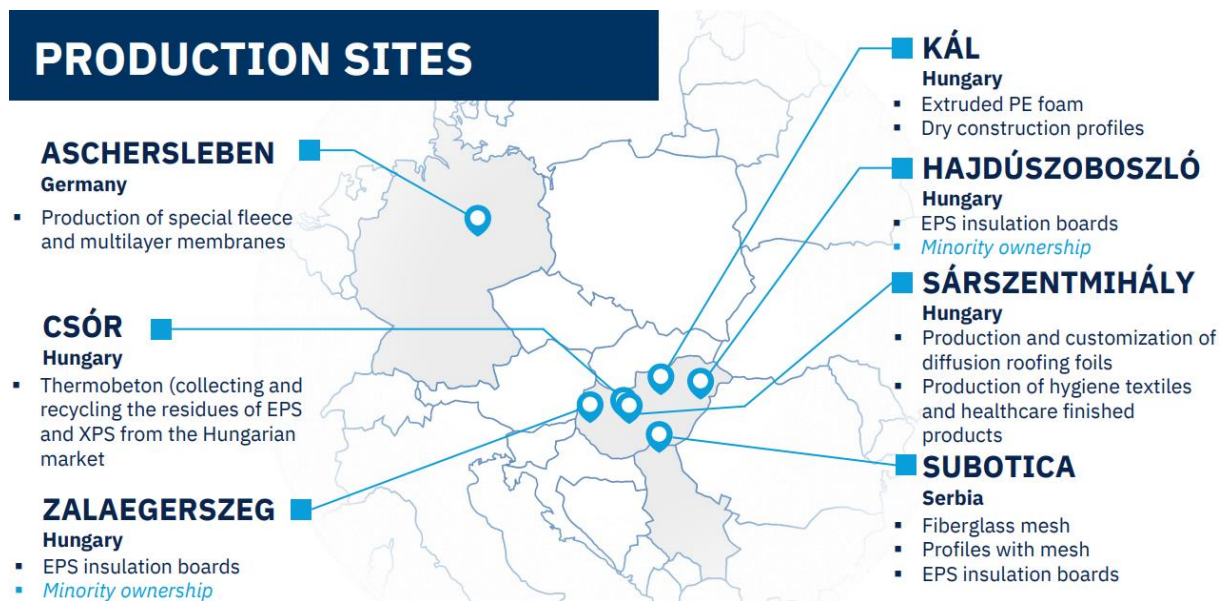 PRODUCTION SITES
ASCHERSLEBEN
Germany
▪ Production of special fleece
and multilayer membranes
CSÓR
Hungary
▪ Thermobeton (collecting and
recycling the residues of EPS
and XPS from the Hungarian
market
ZALAEGERSZEG
Hungary
▪ EPS insulation boards
▪ Minority ownership
KÁL
Hungary
▪ Extruded PE foam
▪ Dry construction profiles
HAJDÚSZOBOSZLÓ
Hungary
▪ EPS insulation boards
▪ Minority ownership
SÁRSZENTMIHÁLY
Hungary
▪ Production and customization of
diffusion roofing foils
▪ Production of hygiene textiles
and healthcare finished
products
SUBOTICA
Serbia
▪ Fiberglass mesh
▪ Profiles with mesh
▪ EPS insulation boards